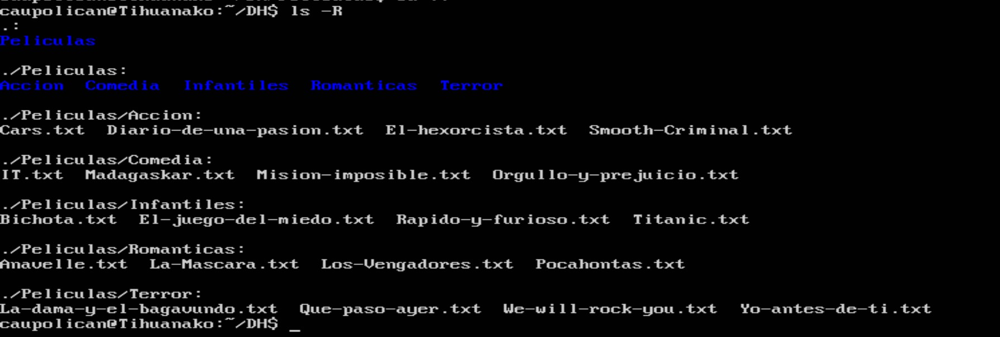 caupolican@Tihuanako:~/DH$ ls -R
.:
Peliculas
./Peliculas:
Accion  Comedia  Infantiles  Romanticas  Terror
./Peliculas/Accion:
Cars.txt  Diario-de-una-pasion.txt  El-hexorcista.txt  Smooth-Criminal.txt
./Peliculas/Comedia:
IT.txt  Madagaskar.txt  Mision-imposible.txt  Orgullo-y-prejuicio.txt
./Peliculas/Infantiles:
Bichota.txt  El-juego-del-miedo.txt  Rapido-y-furioso.txt  Titanic.txt
./Peliculas/Romanticas:
Anavelle.txt  La-Mascara.txt  Los-Vengadores.txt  Pocahontas.txt
./Peliculas/Terror:
La-dama-y-el-bagavundo.txt  Que-paso-ayer.txt  We-will-rock-you.txt  Yo-antes-de-ti.txt
caupolican@Tihuanako:~/DH$ _